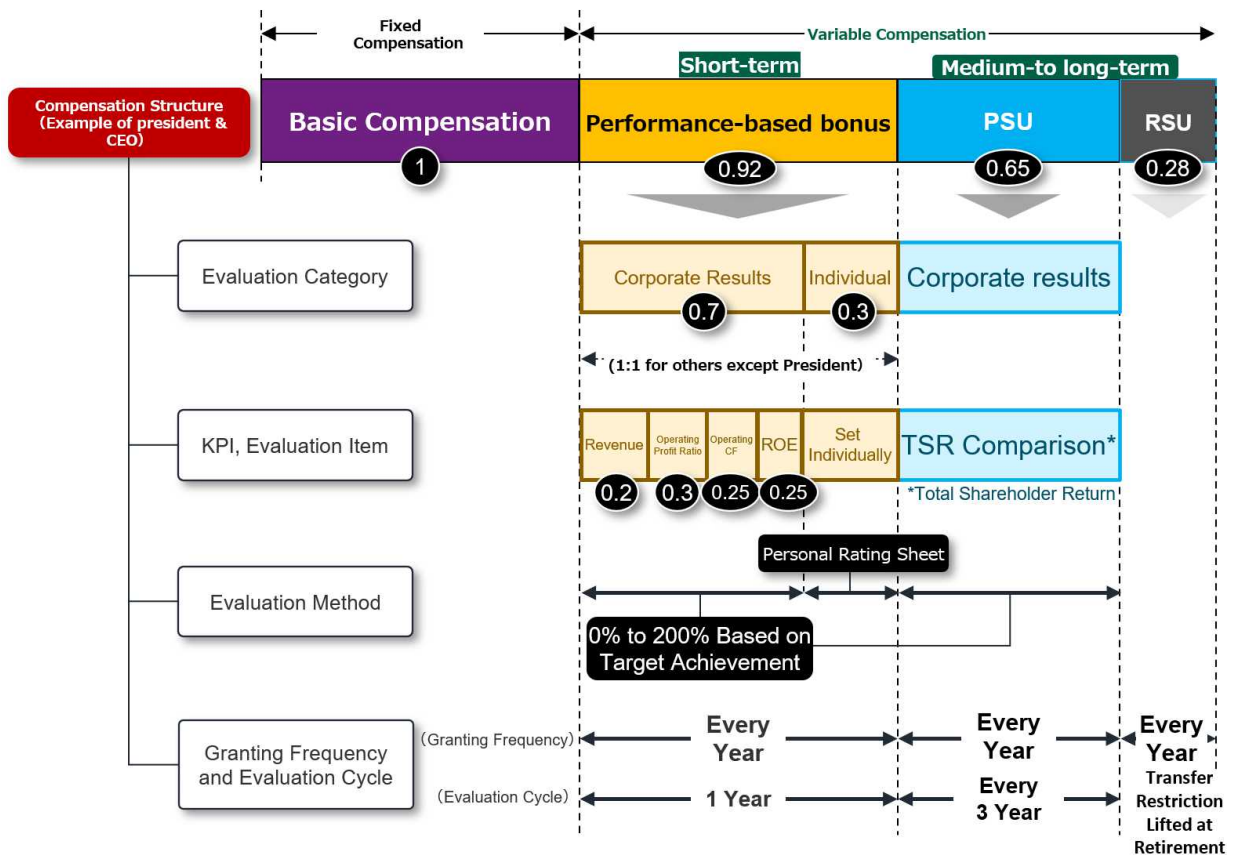 Fixed
Compensation
Variable Compensation
Short-term
Medium-to long-term
Compensation Structure
(Example of president &
CEO)
Basic Compensation
Performance-based bonus
PSU
RSU
1
0.92
0.65
0.28
Evaluation Category
Corporate Results
Individual
Corporate results
0.7
0.3
(1:1 for others except President)
KPI, Evaluation Item
Revenue
Operating
Profit Ratio
Operating
CF
ROE
Set
Individually
TSR Comparison*
0.2
0.3
0.25
0.25
*Total Shareholder Return
Personal Rating Sheet
Evaluation Method
0% to 200% Based on
Target Achievement
Granting Frequency
and Evaluation Cycle
(Granting Frequency)
Every
Year
Every
Year
Every
Year
(Evaluation Cycle)
1 Year
Every
3 Year
Transfer
Restriction
Lifted at
Retirement